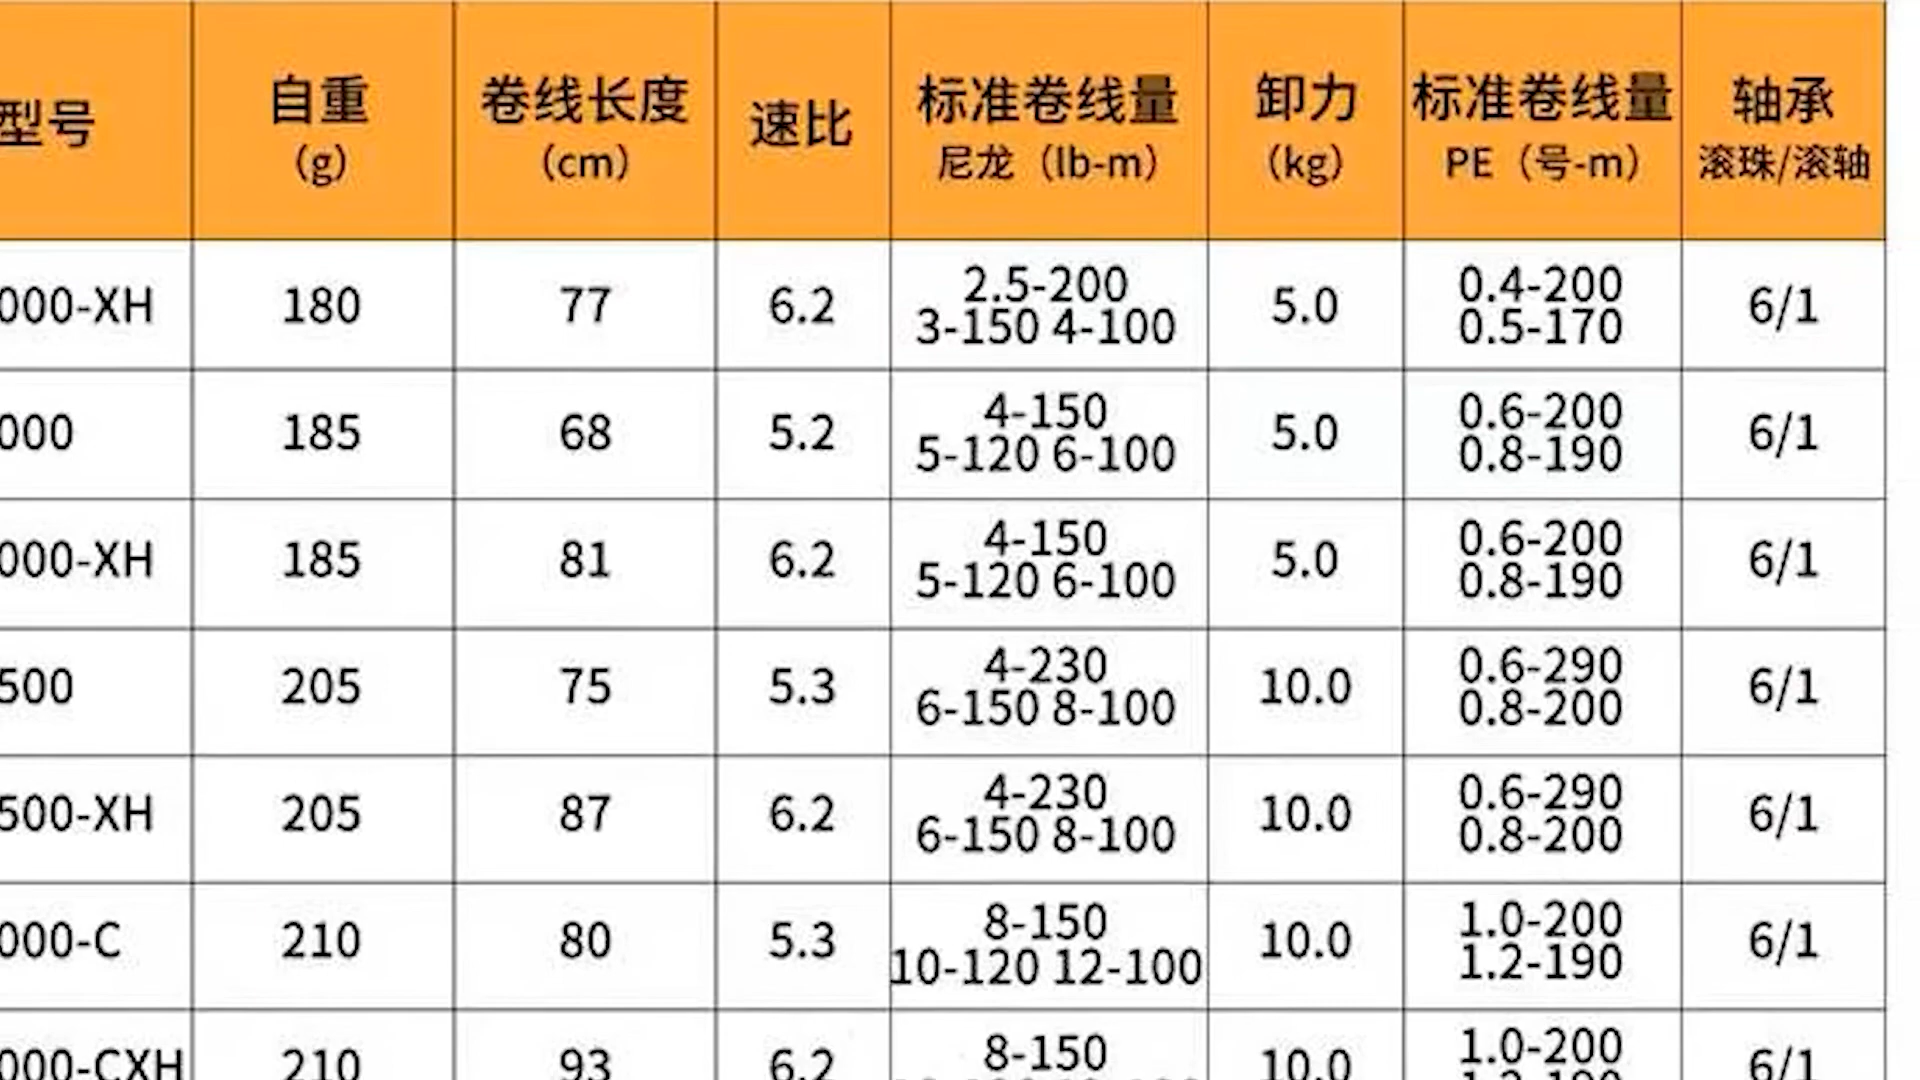 型号 自重 卷线长度 速比 标准卷线量 卸力 标准卷线量 轴承
（g） （cm） 尼龙（lb-m） （kg） PE（号-m） 滚珠/滚轴
000-XH 180 77 6.2 2.5-200 5.0 0.4-200 6/1
3-150 4-100 0.5-170
000 185 68 5.2 4-150 5.0 0.6-200 6/1
5-120 6-100 0.8-190
000-XH 185 81 6.2 4-150 5.0 0.6-200 6/1
5-120 6-100 0.8-190
500 205 75 5.3 4-230 10.0 0.6-290 6/1
6-150 8-100 0.8-200
500-XH 205 87 6.2 4-230 10.0 0.6-290 6/1
6-150 8-100 0.8-200
000-C 210 80 5.3 8-150 10.0 1.0-200 6/1
10-120 12-100 1.2-190
000-CXH 210 93 6.2 8-150 10.0 1.0-200 6/1